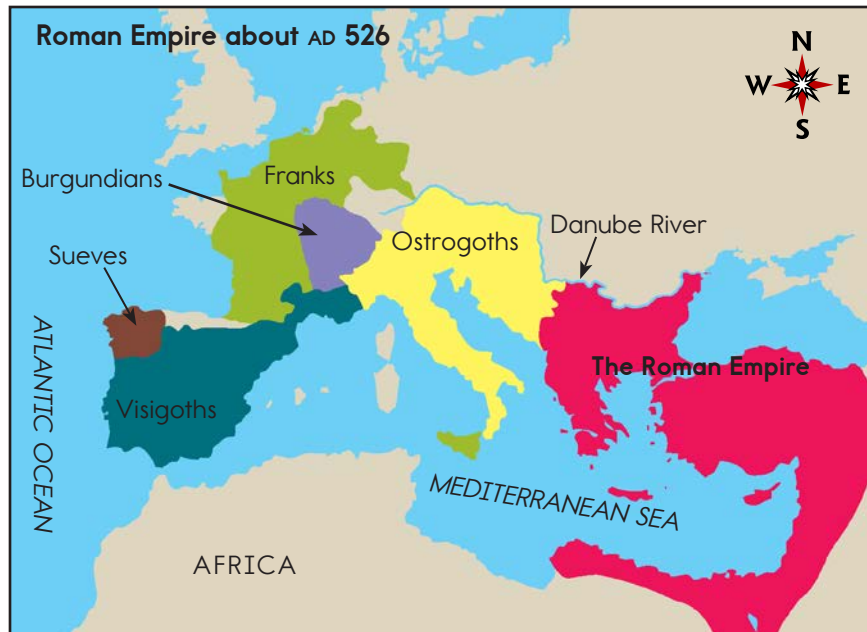 Roman Empire about AD 526
N
W E
S
Burgundians
Franks
Sueves
Ostrogoths
Danube River
The Roman Empire
Visigoths
ATLANTIC OCEAN
MEDITERRANEAN SEA
AFRICA